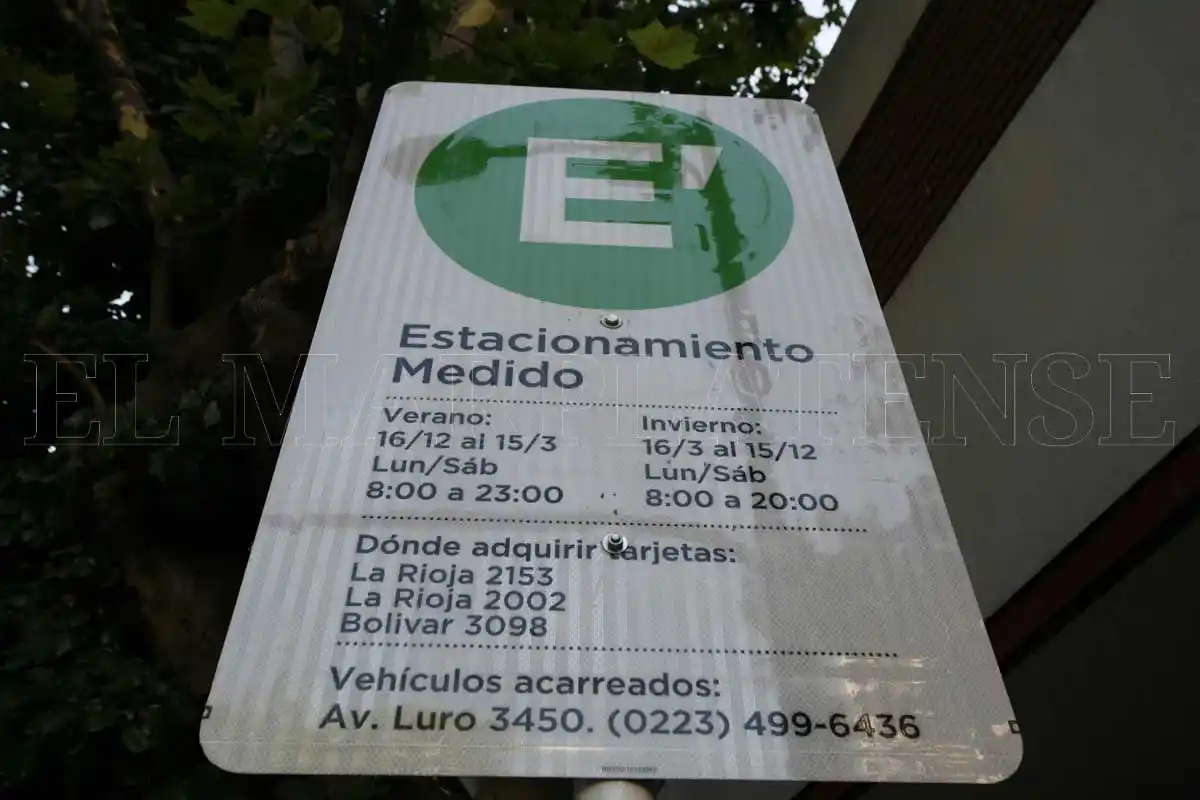 E'
Estacionamiento
Medido
Verano:
16/12 al 15/3
Lun/Sáb
8:00 a 23:00
Invierno:
16/3 al 15/12
Lun/Sáb
8:00 a 20:00
Dónde adquirir tarjetas:
La Rioja 2153
La Rioja 2002
Bolivar 3098
Vehículos acarreados:
Av. Luro 3450. (0223) 499-6436
EL MARPLATENSE